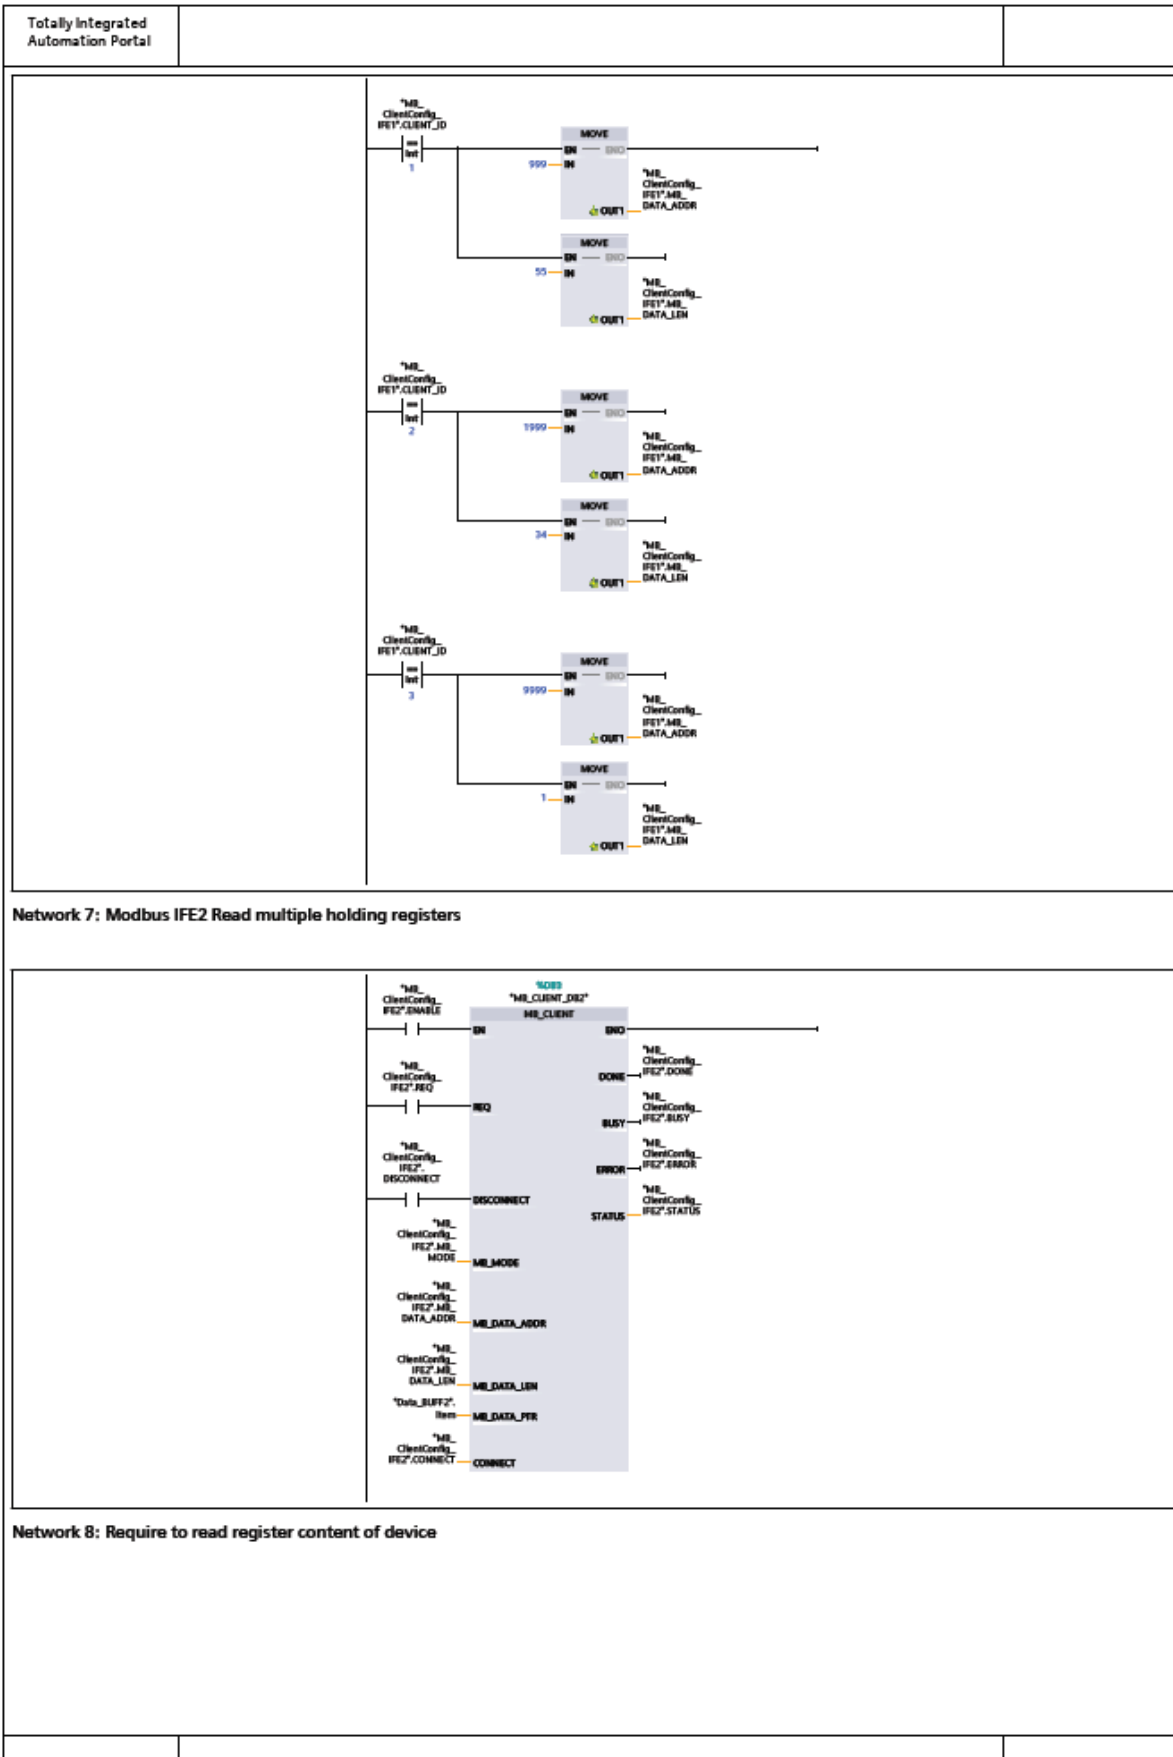 Totally Integrated
Automation Portal
"MB_
ClientConfig_
IFE1".CLIENT_ID
==
Int
1
MOVE
EN — ENO
999 IN
OUT1
"MB_
ClientConfig_
IFE1".MB_
DATA_ADDR
MOVE
EN — ENO
55 IN
OUT1
"MB_
ClientConfig_
IFE1".MB_
DATA_LEN
"MB_
ClientConfig_
IFE1".CLIENT_ID
==
Int
2
MOVE
EN — ENO
1999 IN
OUT1
"MB_
ClientConfig_
IFE1".MB_
DATA_ADDR
MOVE
EN — ENO
34 IN
OUT1
"MB_
ClientConfig_
IFE1".MB_
DATA_LEN
"MB_
ClientConfig_
IFE1".CLIENT_ID
==
Int
3
MOVE
EN — ENO
9999 IN
OUT1
"MB_
ClientConfig_
IFE1".MB_
DATA_ADDR
MOVE
EN — ENO
1 IN
OUT1
"MB_
ClientConfig_
IFE1".MB_
DATA_LEN
Network 7: Modbus IFE2 Read multiple holding registers
%DB9
"MB_CLIENT_DB2"
MB_CLIENT
"MB_
ClientConfig_
IFE2".ENABLE
EN
ENO
"MB_
ClientConfig_
IFE2".REQ
REQ
"MB_
ClientConfig_
IFE2".
DISCONNECT
DISCONNECT
"MB_
ClientConfig_
IFE2".MB_
MODE
MB_MODE
"MB_
ClientConfig_
IFE2".MB_
DATA_ADDR
MB_DATA_ADDR
"MB_
ClientConfig_
IFE2".MB_
DATA_LEN
MB_DATA_LEN
"Data_BUFF2".
Item
MB_DATA_PTR
"MB_
ClientConfig_
IFE2".CONNECT
CONNECT
DONE
"MB_
ClientConfig_
IFE2".DONE
BUSY
"MB_
ClientConfig_
IFE2".BUSY
ERROR
"MB_
ClientConfig_
IFE2".ERROR
STATUS
"MB_
ClientConfig_
IFE2".STATUS
Network 8: Require to read register content of device